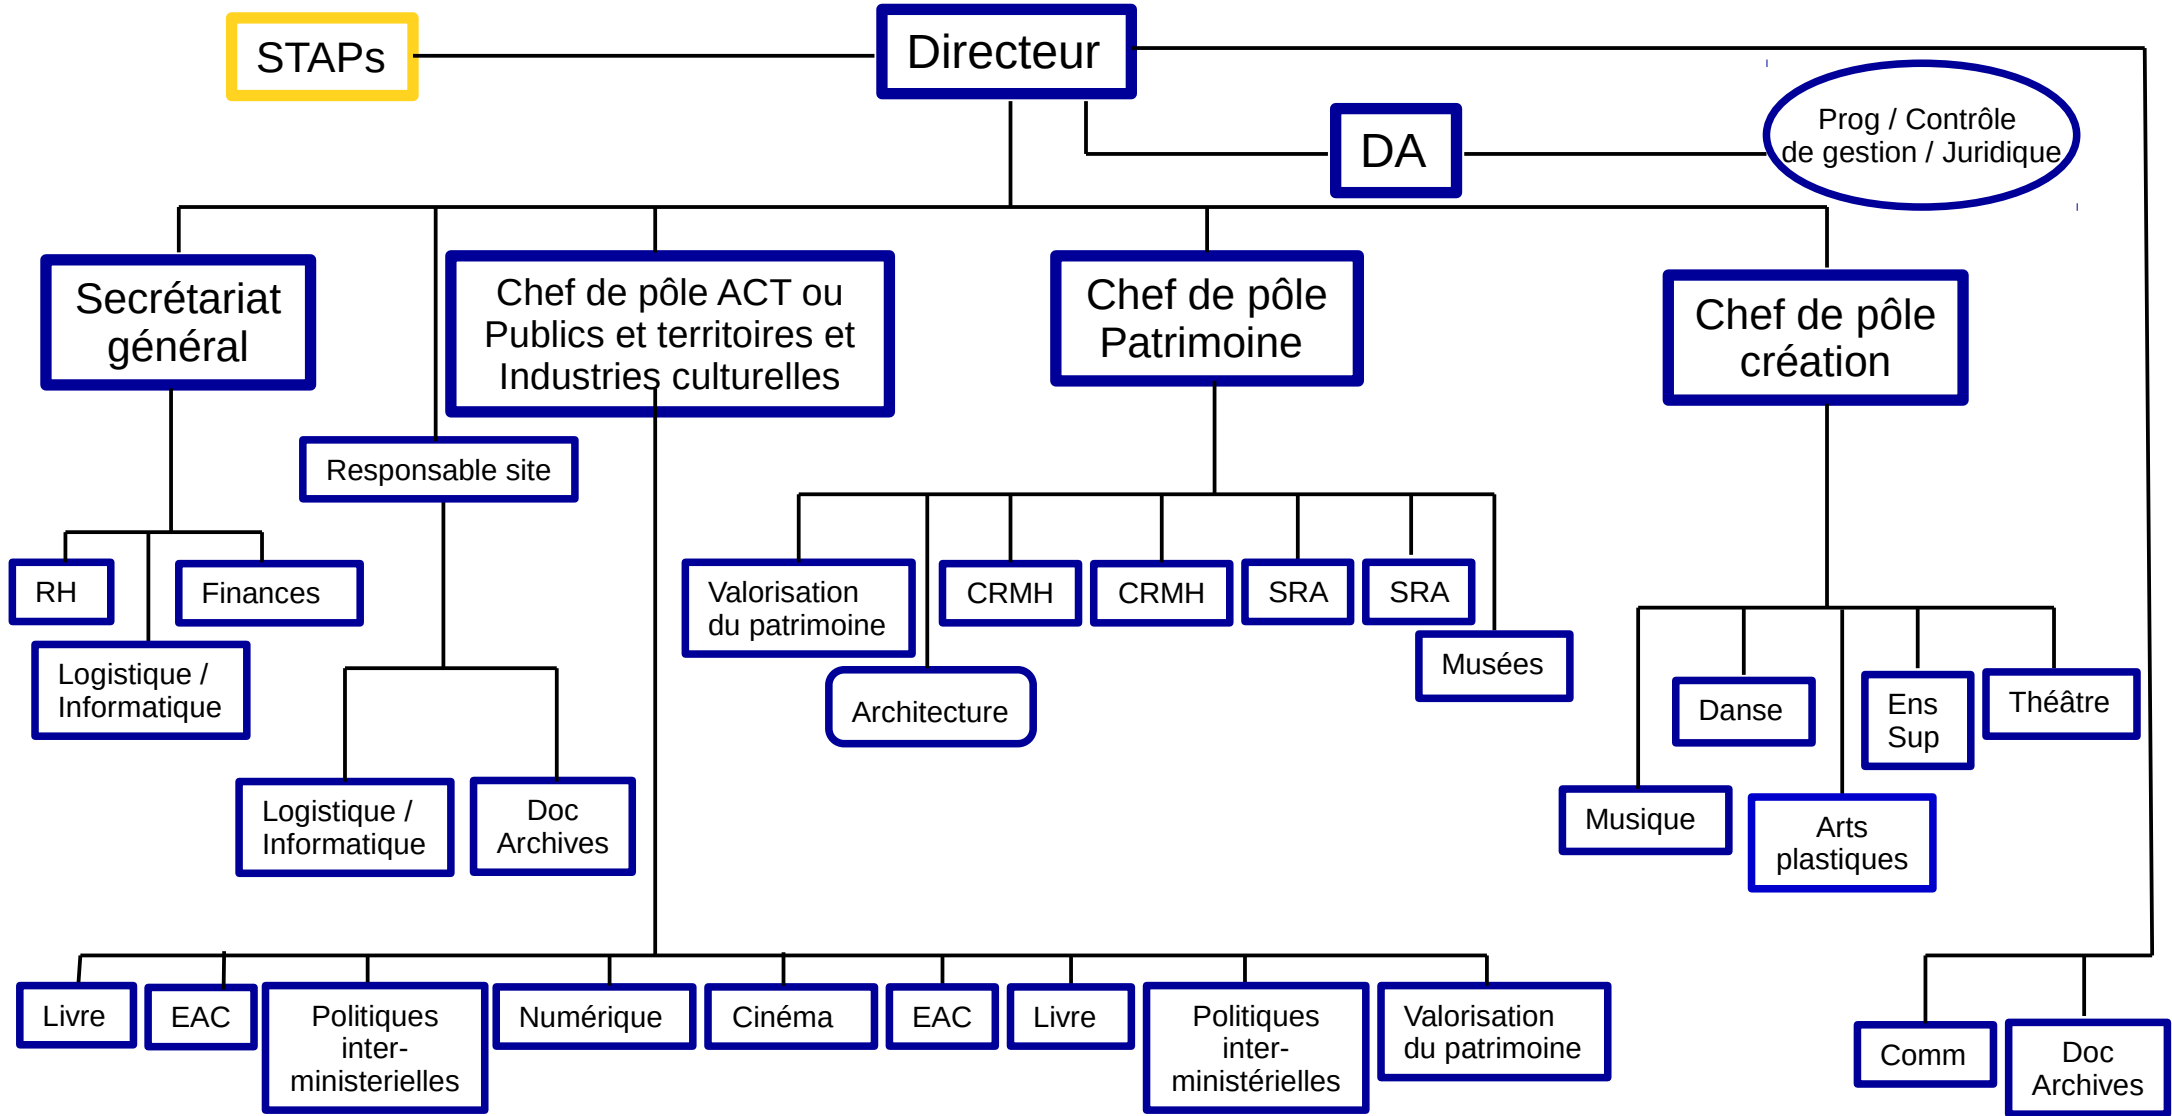 STAPs
Directeur
DA
Prog / Contrôle
de gestion / Juridique
Secrétariat
général
Chef de pôle ACT ou
Publics et territoires et
Industries culturelles
Chef de pôle
Patrimoine
Chef de pôle
création
Responsable site
RH
Finances
Logistique /
Informatique
Logistique /
Informatique
Doc
Archives
Valorisation
du patrimoine
Architecture
CRMH
CRMH
SRA
SRA
Musées
Musique
Danse
Arts
plastiques
Ens
Sup
Théâtre
Livre
EAC
Politiques
inter-
ministerielles
Numérique
Cinéma
EAC
Livre
Politiques
inter-
ministérielles
Valorisation
du patrimoine
Comm
Doc
Archives